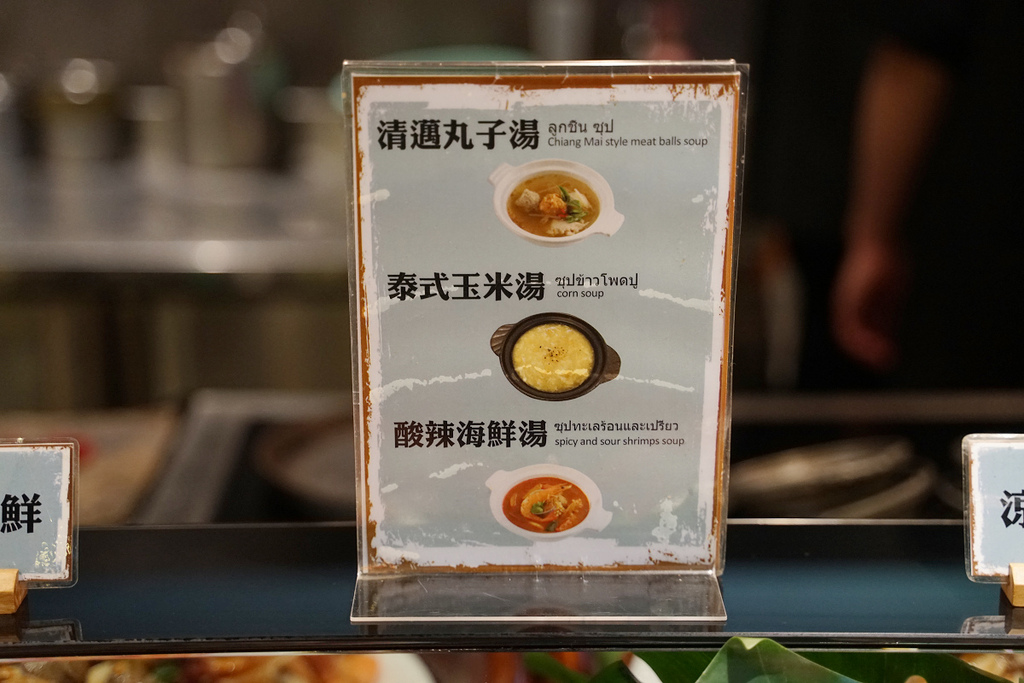 清邁丸子湯
ลูกชิน ซุป
Chiang Mai style meat balls soup
泰式玉米湯
ซุปข้าวโพดปู
corn soup
酸辣海鮮湯
ซุปทะเลร้อนและเปรี้ยว
spicy and sour shrimps soup
鮮
涼